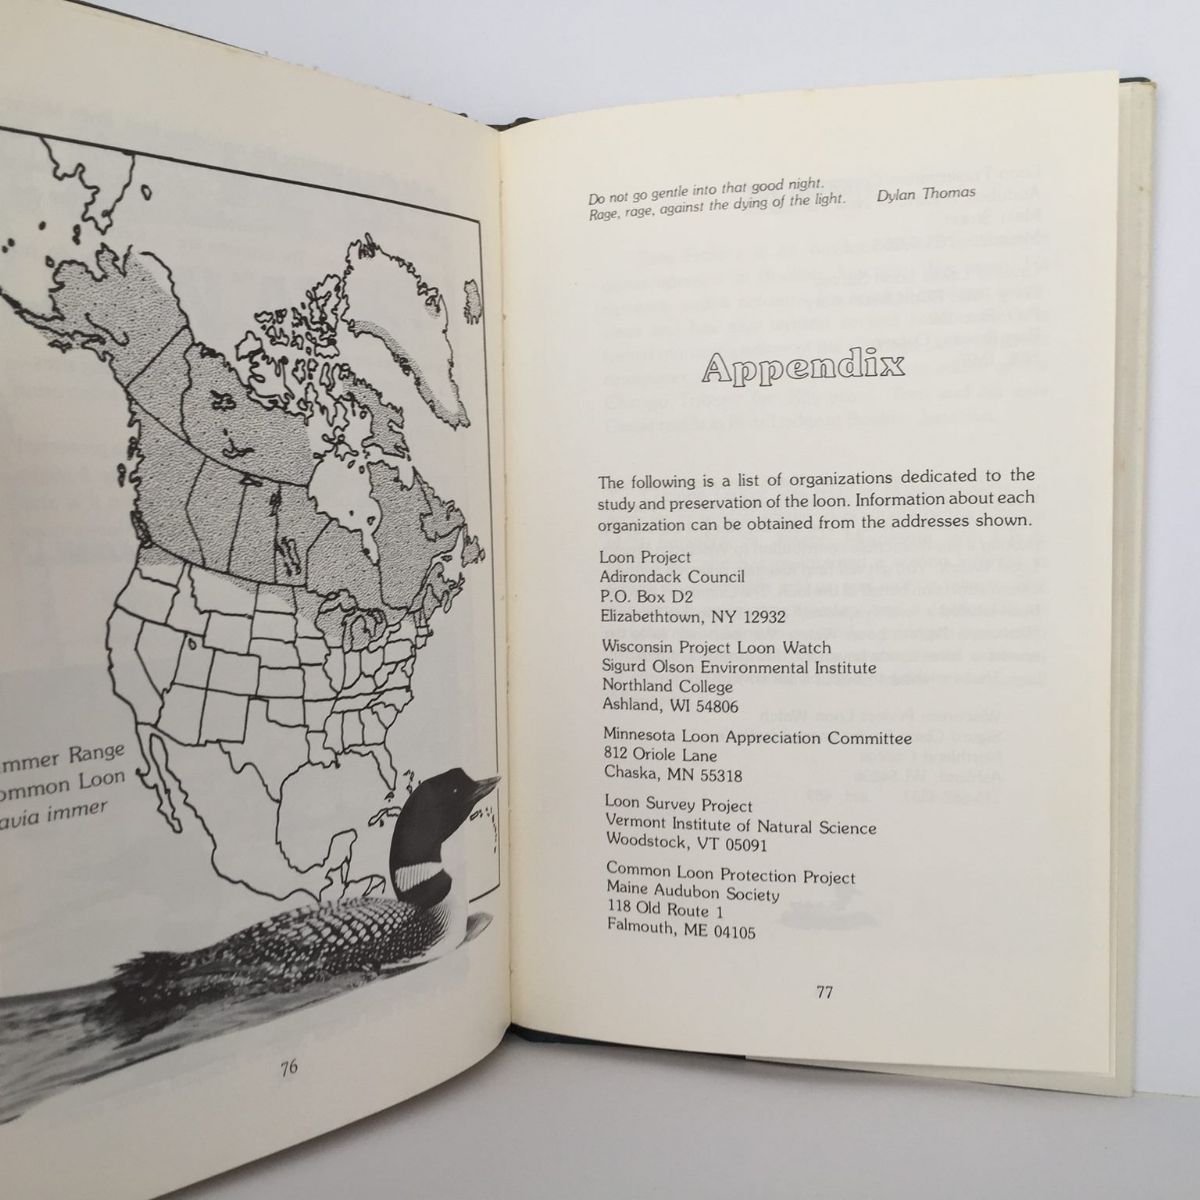 mmer Range
ommon Loon
avia immer
76
Do not go gentle into that good night.
Rage, rage, against the dying of the light. Dylan Thomas
Appendix
The following is a list of organizations dedicated to the
study and preservation of the loon. Information about each
organization can be obtained from the addresses shown.
Loon Project
Adirondack Council
P.O. Box D2
Elizabethtown, NY 12932
Wisconsin Project Loon Watch
Sigurd Olson Environmental Institute
Northland College
Ashland, WI 54806
Minnesota Loon Appreciation Committee
812 Oriole Lane
Chaska, MN 55318
Loon Survey Project
Vermont Institute of Natural Science
Woodstock, VT 05091
Common Loon Protection Project
Maine Audubon Society
118 Old Route 1
Falmouth, ME 04105
77